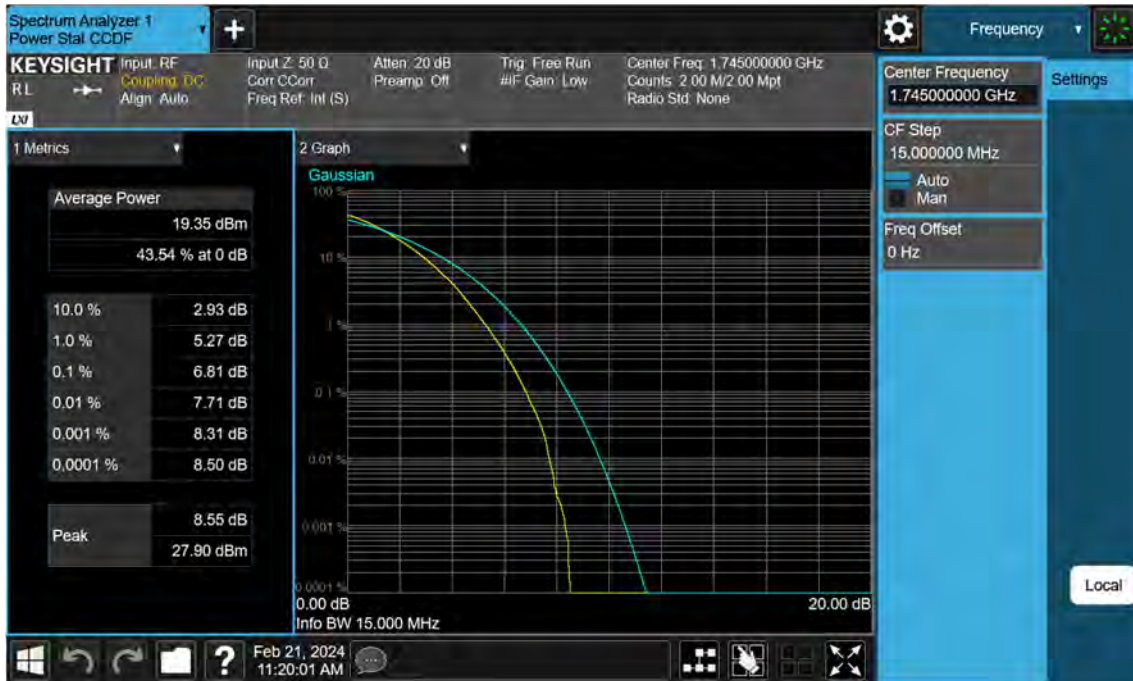 Spectrum Analyzer 1
Power Stat CCDF
+
Frequency
KEYSIGHT
RL
LXI
Input: RF
Coupling: DC
Align: Auto
Input Z: 50 Ω
Corr CCorr
Freq Ref: Int (S)
Atten: 20 dB
Preamp: Off
Trig: Free Run
#IF Gain: Low
Center Freq: 1.745000000 GHz
Counts: 2.00 M/2.00 Mpt
Radio Std: None
Center Frequency
1.745000000 GHz
Settings
CF Step
15.000000 MHz
Auto
Man
Freq Offset
0 Hz
1 Metrics
Average Power
19.35 dBm
43.54 % at 0 dB
10.0 % 2.93 dB
1.0 % 5.27 dB
0.1 % 6.81 dB
0.01 % 7.71 dB
0.001 % 8.31 dB
0.0001 % 8.50 dB
Peak
8.55 dB
27.90 dBm
2 Graph
Gaussian
100 %
10 %
1 %
0.1 %
0.01 %
0.001 %
0.0001 %
0.00 dB 20.00 dB
Info BW 15.000 MHz
Local
?
Feb 21, 2024
11:20:01 AM